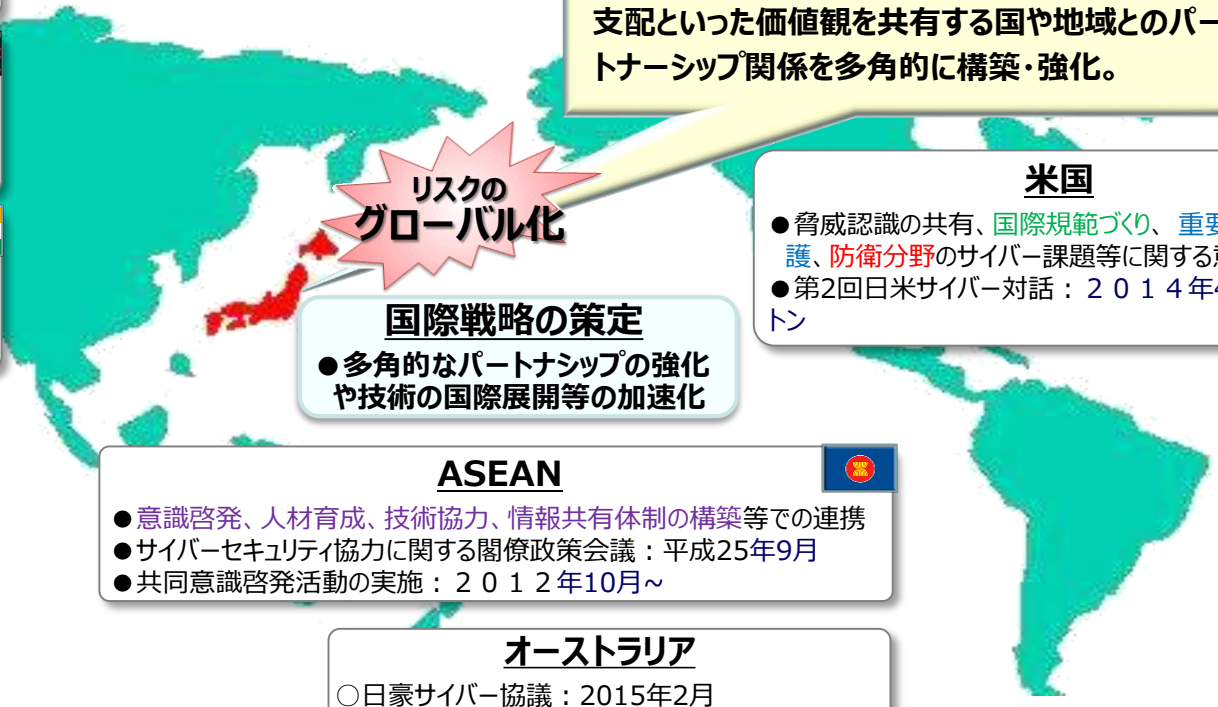 支配といった価値観を共有する国や地域とのパー
トナーシップ関係を多角的に構築・強化。
リスクの
グローバル化
米国
●脅威認識の共有、国際規範づくり、重要
護、防衛分野のサイバー課題等に関する
●第2回日米サイバー対話：２０１４年4
トン
国際戦略の策定
●多角的なパートナシップの強化
や技術の国際展開等の加速化
ASEAN
●意識啓発、人材育成、技術協力、情報共有体制の構築等での連携
●サイバーセキュリティ協力に関する閣僚政策会議：平成25年9月
●共同意識啓発活動の実施：２０１２年10月~
オーストラリア
○日豪サイバー協議：2015年2月